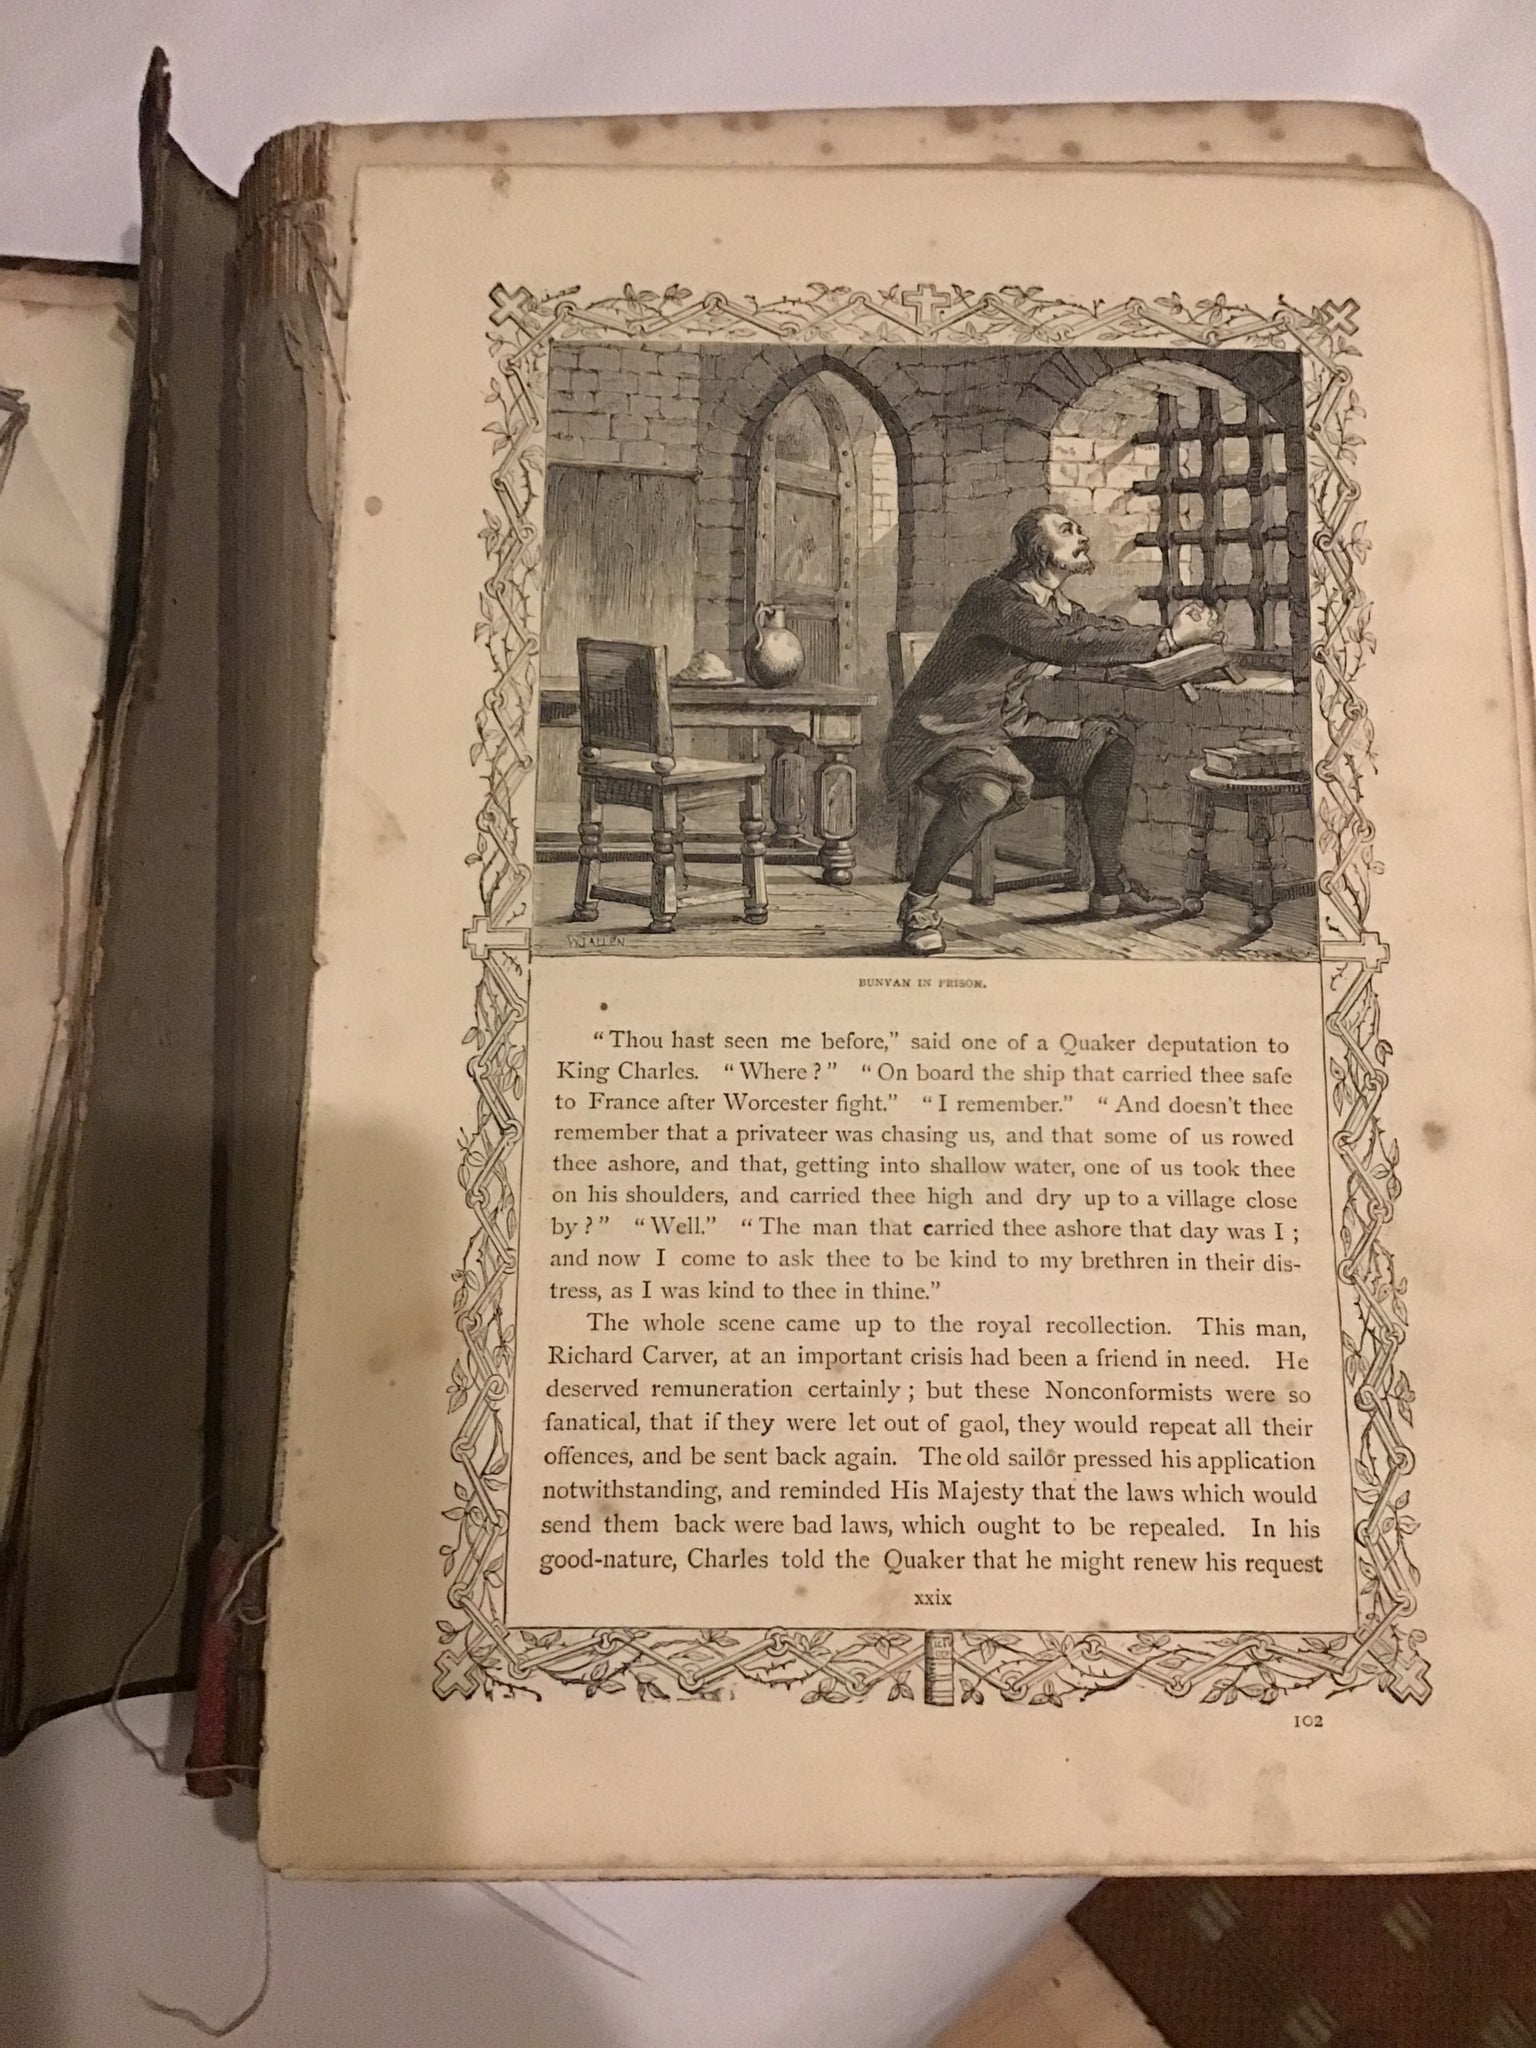 W.J. ALLEN
BUNYAN IN PRISON.
“Thou hast seen me before,” said one of a Quaker deputation to
King Charles. “Where?” “On board the ship that carried thee safe
to France after Worcester fight.” “I remember.” “And doesn't thee
remember that a privateer was chasing us, and that some of us rowed
thee ashore, and that, getting into shallow water, one of us took thee
on his shoulders, and carried thee high and dry up to a village close
by?” “Well.” “The man that carried thee ashore that day was I;
and now I come to ask thee to be kind to my brethren in their dis-
tress, as I was kind to thee in thine.”
The whole scene came up to the royal recollection. This man,
Richard Carver, at an important crisis had been a friend in need. He
deserved remuneration certainly; but these Nonconformists were so
fanatical, that if they were let out of gaol, they would repeat all their
offences, and be sent back again. The old sailor pressed his application
notwithstanding, and reminded His Majesty that the laws which would
send them back were bad laws, which ought to be repealed. In his
good-nature, Charles told the Quaker that he might renew his request
xxix
102